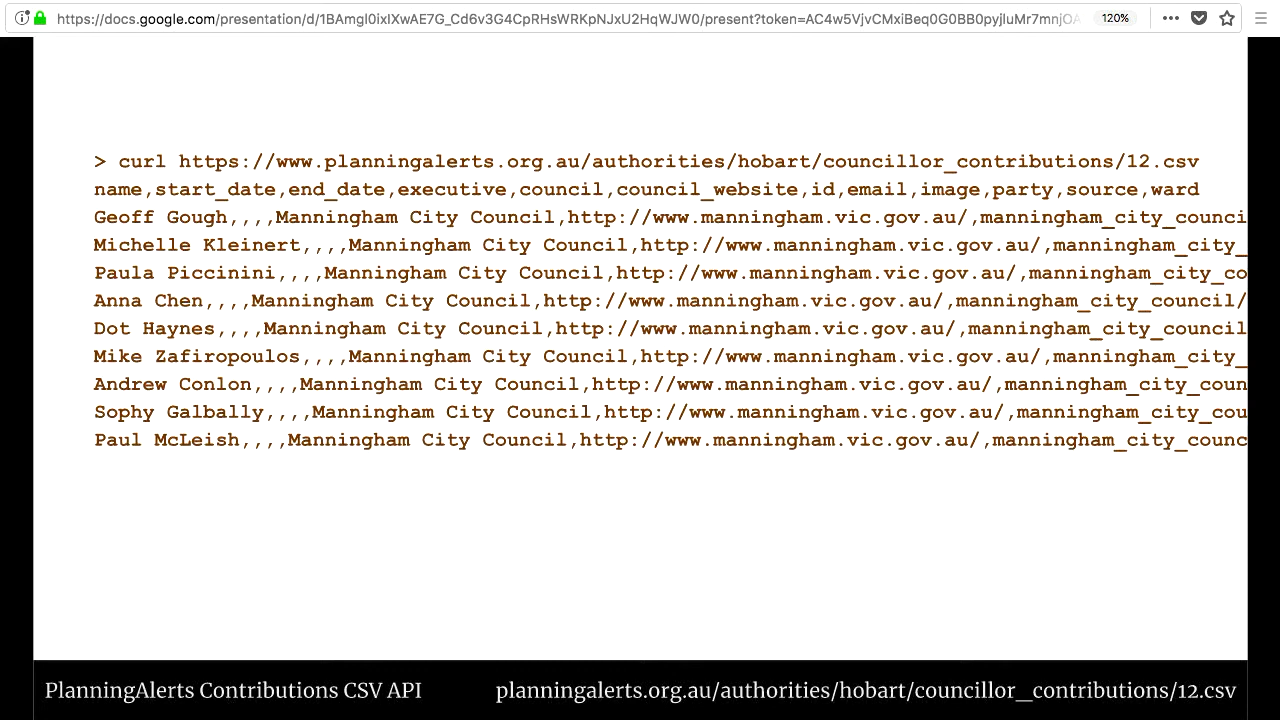 https://docs.google.com/presentation/d/1BAmgI0ixIXwAE7G_Cd6v3G4CpRHsWRKpNJxU2HqWJW0/present?token=AC4w5VjvCMxiBeq0G0BB0pyjluMr7mnjOA 120%
> curl https://www.planningalerts.org.au/authorities/hobart/councillor_contributions/12.csv
name,start_date,end_date,executive,council,council_website,id,email,image,party,source,ward
Geoff Gough,,,,Manningham City Council,http://www.manningham.vic.gov.au/,manningham_city_counci
Michelle Kleinert,,,,Manningham City Council,http://www.manningham.vic.gov.au/,manningham_city_
Paula Piccinini,,,,Manningham City Council,http://www.manningham.vic.gov.au/,manningham_city_co
Anna Chen,,,,Manningham City Council,http://www.manningham.vic.gov.au/,manningham_city_council/
Dot Haynes,,,,Manningham City Council,http://www.manningham.vic.gov.au/,manningham_city_council
Mike Zafiropoulos,,,,Manningham City Council,http://www.manningham.vic.gov.au/,manningham_city_
Andrew Conlon,,,,Manningham City Council,http://www.manningham.vic.gov.au/,manningham_city_coun
Sophy Galbally,,,,Manningham City Council,http://www.manningham.vic.gov.au/,manningham_city_cou
Paul McLeish,,,,Manningham City Council,http://www.manningham.vic.gov.au/,manningham_city_counc
PlanningAlerts Contributions CSV API planningalerts.org.au/authorities/hobart/councillor_contributions/12.csv